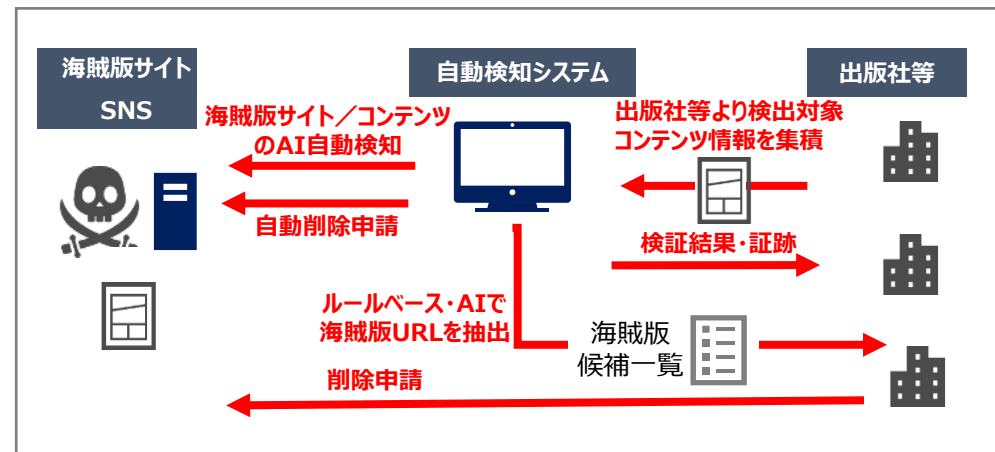 海賊版サイト
SNS
自動検知システム
出版社等
海賊版サイト／コンテンツ
のAI自動検知
出版社等より検出対象
コンテンツ情報を集積
自動削除申請
検証結果・証跡
ルールベース・AIで
海賊版URLを抽出
海賊版
候補一覧
削除申請